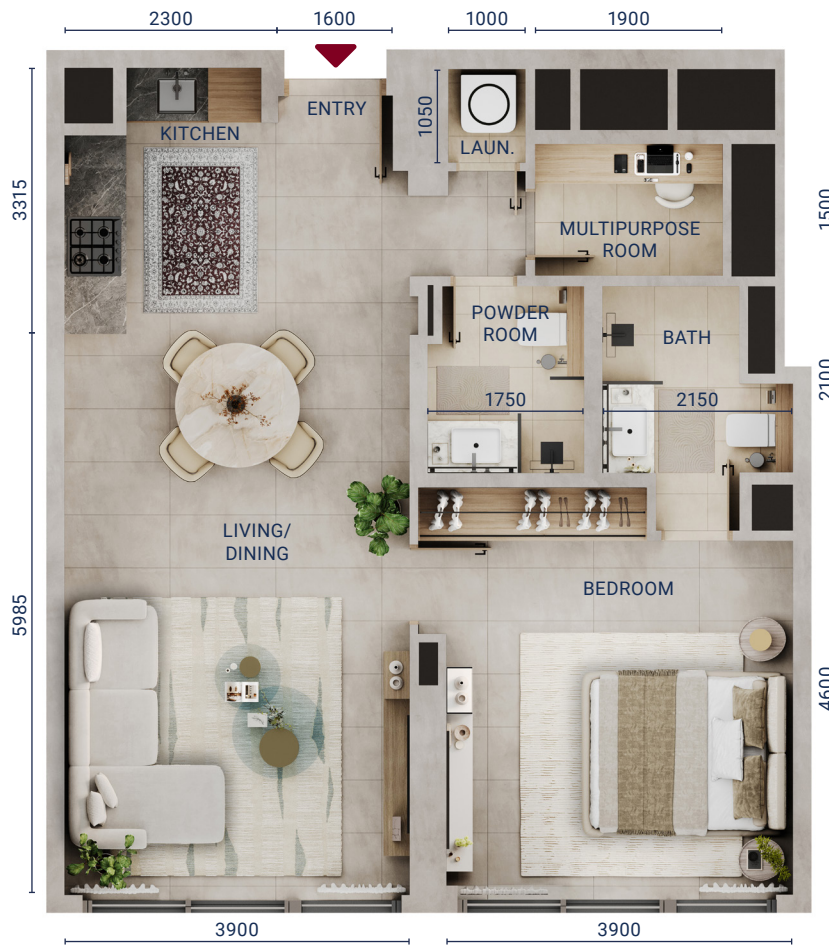 2300
1600
1000
1900
ENTRY
KITCHEN
1050
LAUN.
3315
1500
MULTIPURPOSE
ROOM
POWDER
ROOM
BATH
2100
1750
2150
LIVING/
DINING
BEDROOM
5985
4600
3900
3900